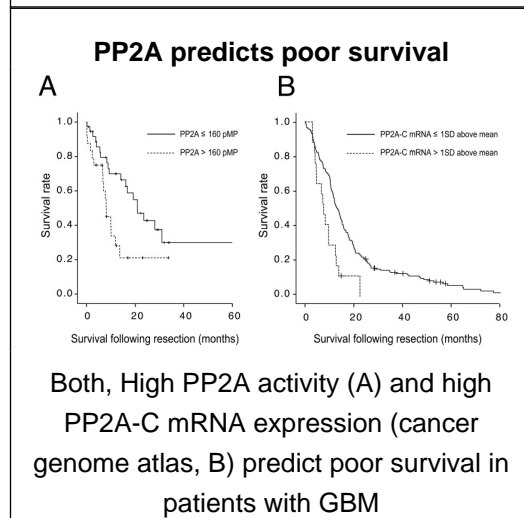 PP2A predicts poor survival
A
B
PP2A ≤ 160 pMP
PP2A > 160 pMP
PP2A-C mRNA ≤ 1SD above mean
PP2A-C mRNA > 1SD above mean
Survival rate
1.0
0.8
0.6
0.4
0.2
0.0
0 20 40 60
Survival following resection (months)
Survival rate
1.0
0.8
0.6
0.4
0.2
0.0
0 20 40 60 80
Survival following resection (months)
Both, High PP2A activity (A) and high
PP2A-C mRNA expression (cancer
genome atlas, B) predict poor survival in
patients with GBM